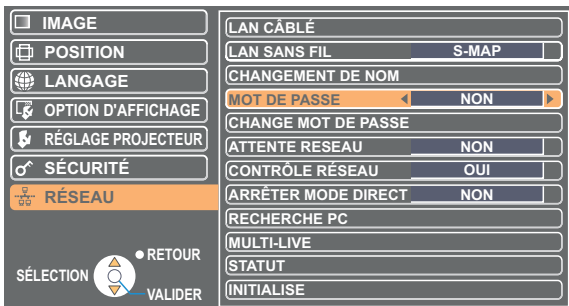 IMAGE
POSITION
LANGAGE
OPTION D'AFFICHAGE
RÉGLAGE PROJECTEUR
SÉCURITÉ
RÉSEAU
RETOUR
SÉLECTION
VALIDER
LAN CÂBLÉ
LAN SANS FIL S-MAP
CHANGEMENT DE NOM
MOT DE PASSE NON
CHANGE MOT DE PASSE
ATTENTE RESEAU NON
CONTRÔLE RÉSEAU OUI
ARRÊTER MODE DIRECT NON
RECHERCHE PC
MULTI-LIVE
STATUT
INITIALISE